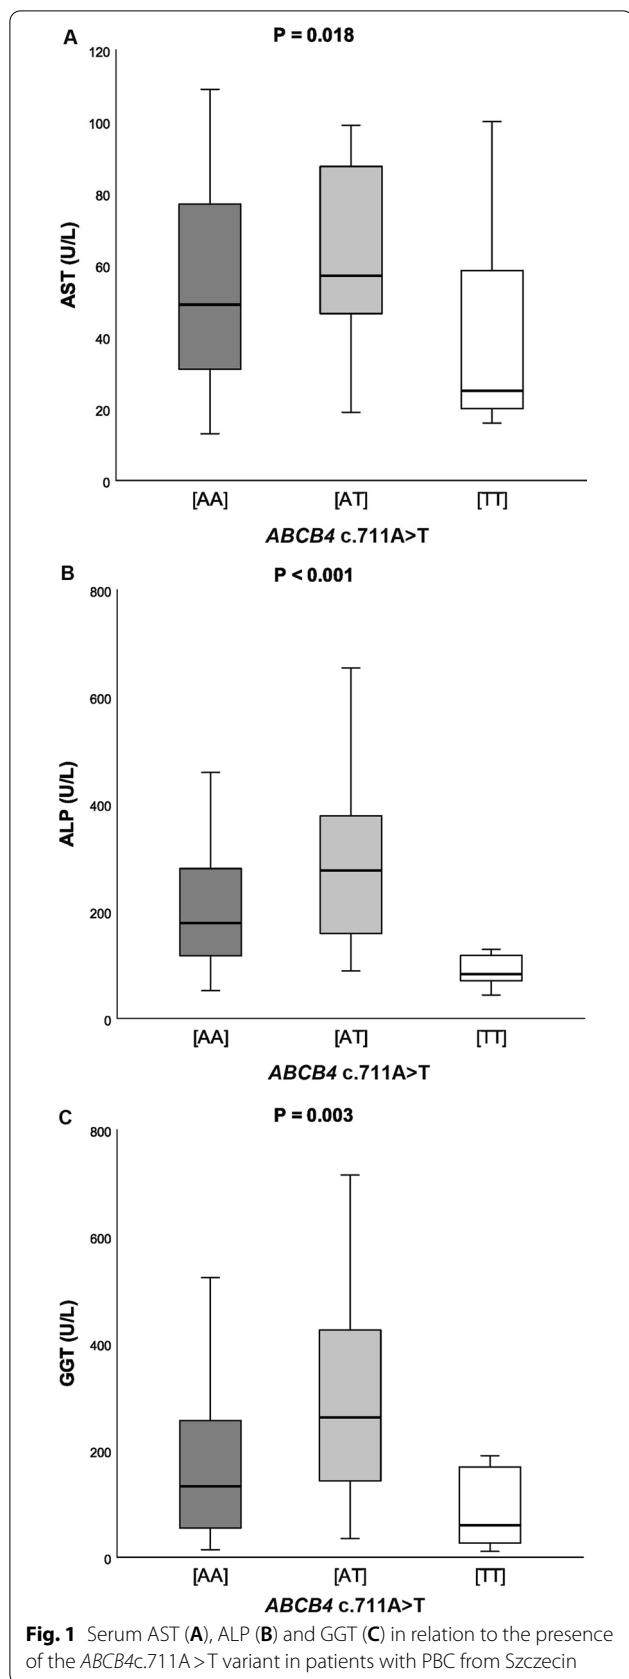 A
P = 0.018
120
100
80
60
40
20
0
AST (U/L)
[AA] [AT] [TT]
ABCB4 c.711A>T
B
P < 0.001
800
600
400
200
0
ALP (U/L)
[AA] [AT] [TT]
ABCB4 c.711A>T
C
P = 0.003
800
600
400
200
0
GGT (U/L)
[AA] [AT] [TT]
ABCB4 c.711A>T
Fig. 1 Serum AST (A), ALP (B) and GGT (C) in relation to the presence
of the ABCB4c.711A > T variant in patients with PBC from Szczecin